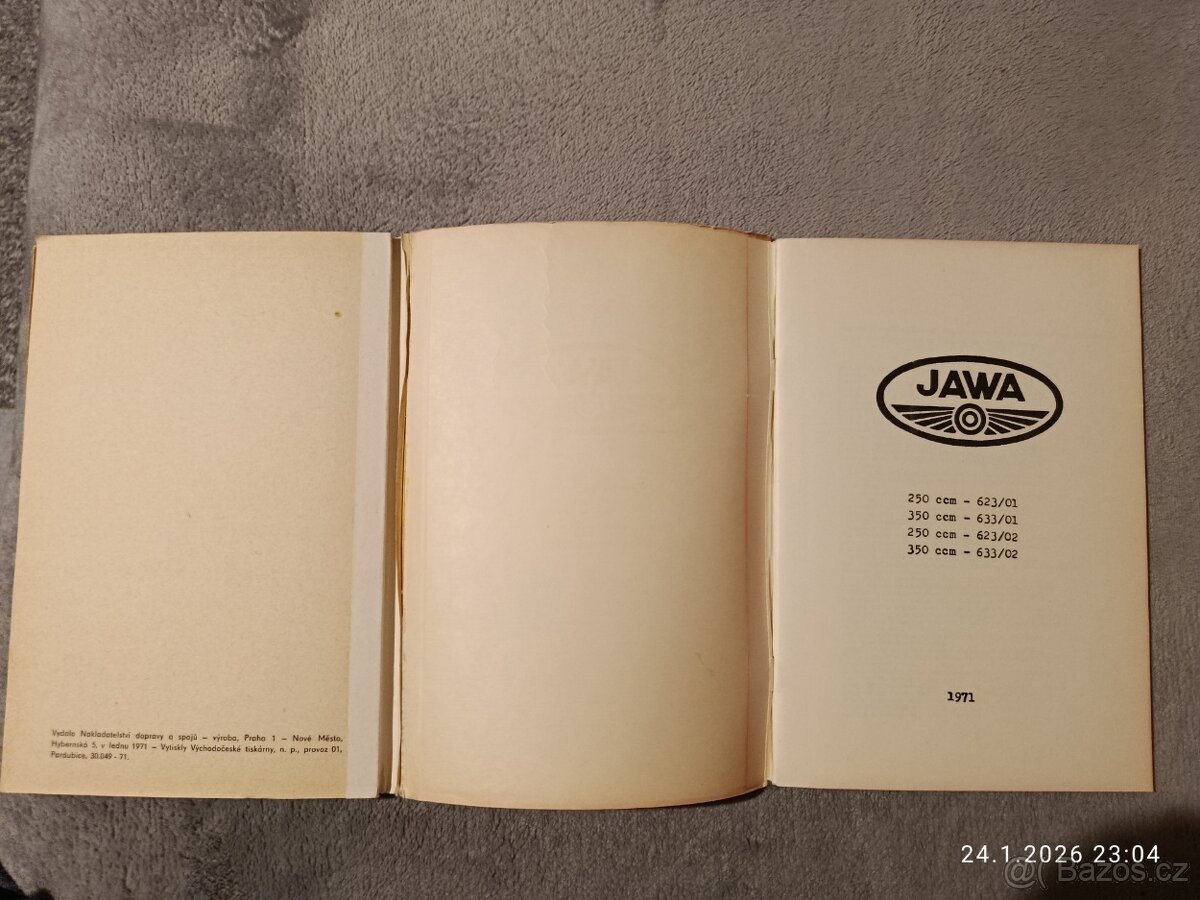 Vydalo Nakladatelství dopravy a spojů – výroba, Praha 1 – Nové Město,
Hybernská 5, v lednu 1971 – Vytiskly Východočeské tiskárny, n. p., provoz 01,
Pardubice, 30.049 - 71.
JAWA
250 ccm - 623/01
350 ccm - 633/01
250 ccm - 623/02
350 ccm - 633/02
1971
24.1.2026 23:04
@( Bazos.cz